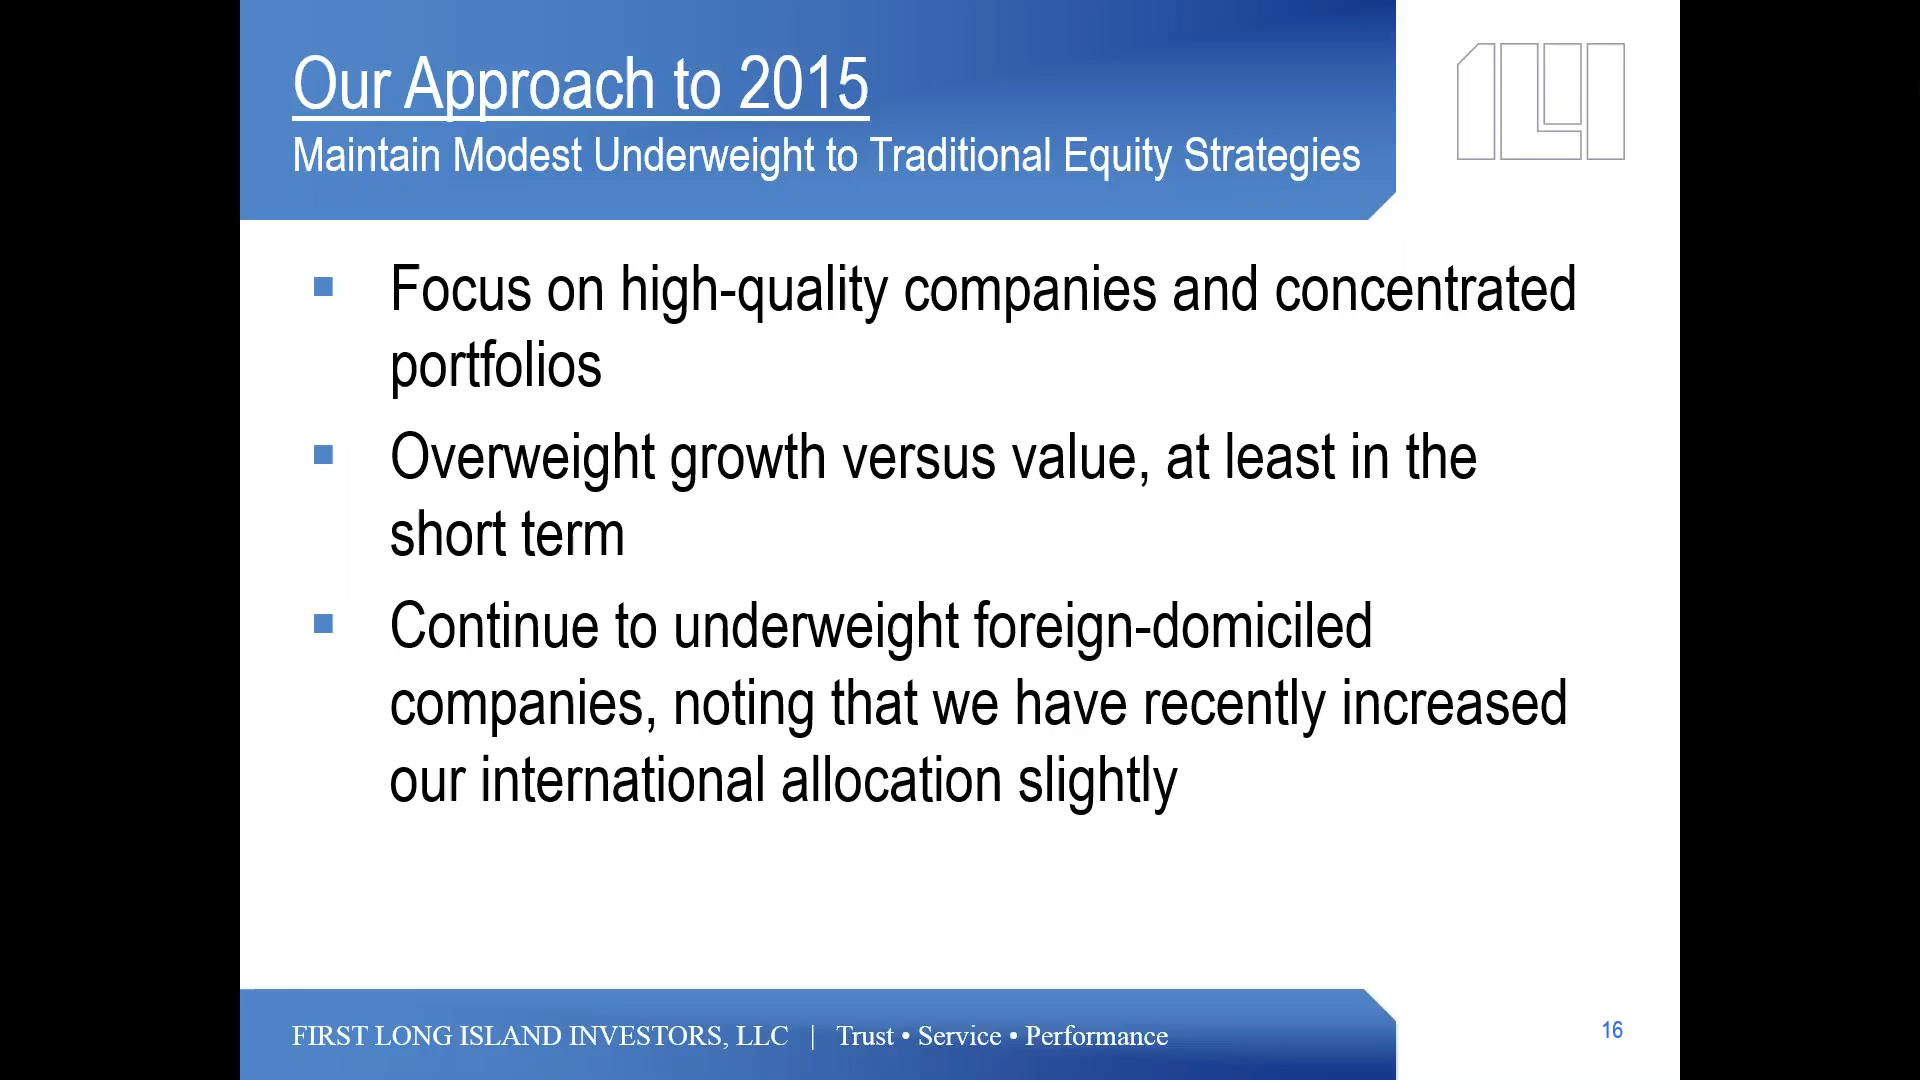 Our Approach to 2015
Maintain Modest Underweight to Traditional Equity Strategies
▪ Focus on high-quality companies and concentrated
portfolios
▪ Overweight growth versus value, at least in the
short term
▪ Continue to underweight foreign-domiciled
companies, noting that we have recently increased
our international allocation slightly
FIRST LONG ISLAND INVESTORS, LLC | Trust • Service • Performance
16